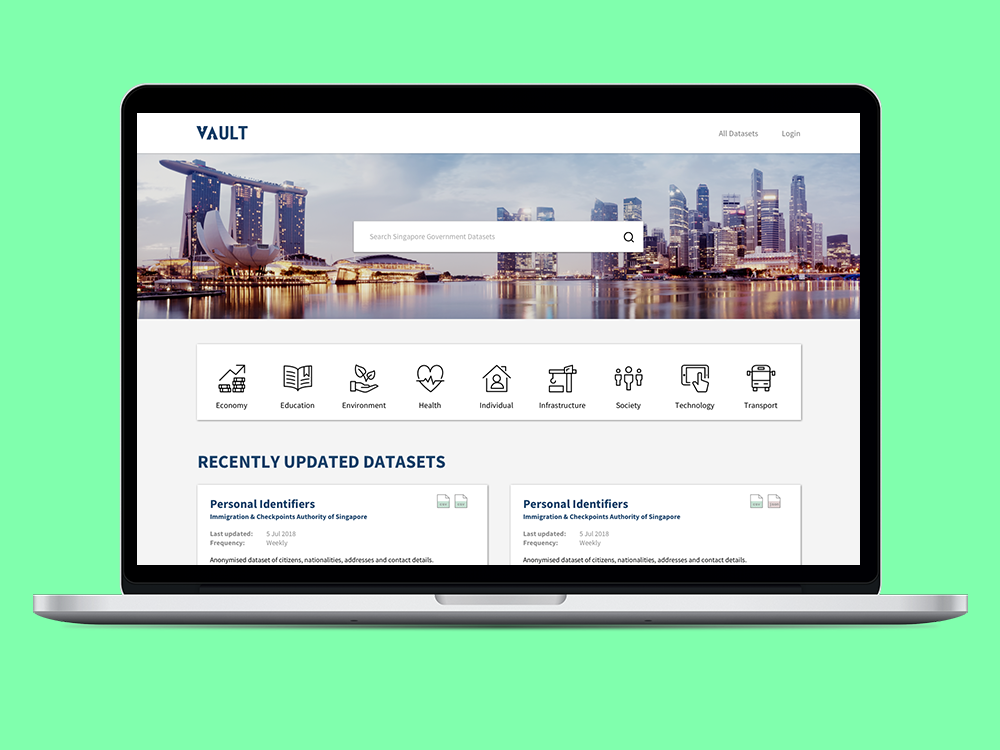 VAULT
All Datasets Login
Search Singapore Government Datasets
Economy Education Environment Health Individual Infrastructure Society Technology Transport
RECENTLY UPDATED DATASETS
Personal Identifiers
Immigration & Checkpoints Authority of Singapore
Last updated: 5 Jul 2018
Frequency: Weekly
Anonymised dataset of citizens, nationalities, addresses and contact details.
Personal Identifiers
Immigration & Checkpoints Authority of Singapore
Last updated: 5 Jul 2018
Frequency: Weekly
Anonymised dataset of citizens, nationalities, addresses and contact details.